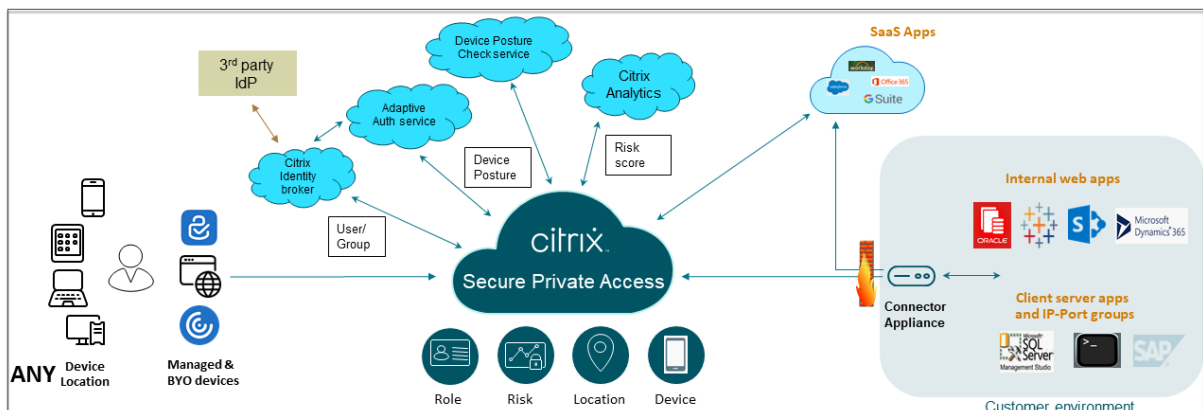 3rd party
IdP
Device Posture
Check service
Citrix
Analytics
SaaS Apps
workday
salesforce
Office 365
G Suite
Adaptive
Auth service
Citrix
Identity
broker
Device
Posture
Risk
score
User/
Group
citrix™
Secure Private Access
Internal web apps
ORACLE
Microsoft
Dynamics 365
Connector
Appliance
Client server apps
and IP-Port groups
Microsoft
SQL
Server
Management Studio
>_
SAP
Customer environment
ANY
Device
Location
Managed &
BYO devices
Role
Risk
Location
Device